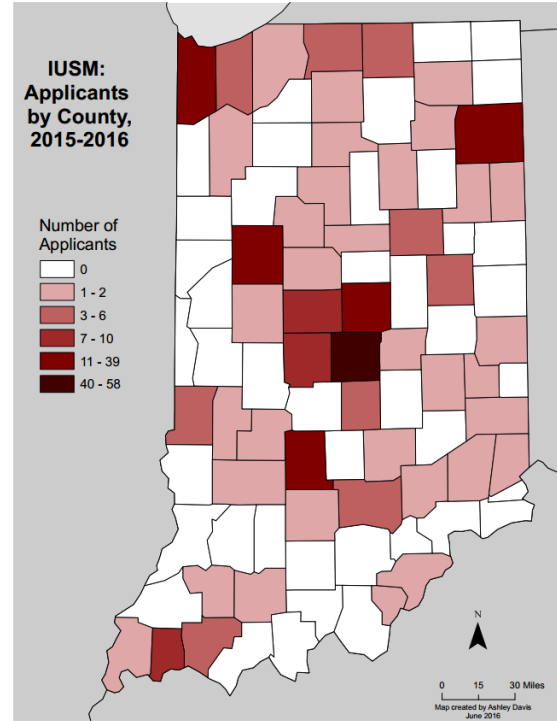 IUSM:
Applicants
by County,
2015-2016
Number of
Applicants
0
1 - 2
3 - 6
7 - 10
11 - 39
40 - 58
N
0 15 30 Miles
Map created by Ashley Davis
June 2016